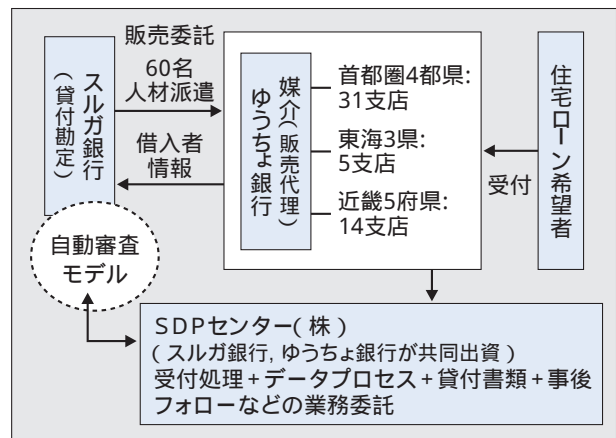 販売委託
60名
人材派遣
借入者
情報
スルガ銀行
(貸付勘定)
自動審査
モデル
ゆうちょ銀行
媒介(販売代理)
首都圏4都県:
31支店
東海3県:
5支店
近畿5府県:
14支店
受付
住宅ローン希望者
SDPセンター(株)
(スルガ銀行,ゆうちょ銀行が共同出資)
受付処理+データプロセス+貸付書類+事後
フォローなどの業務委託